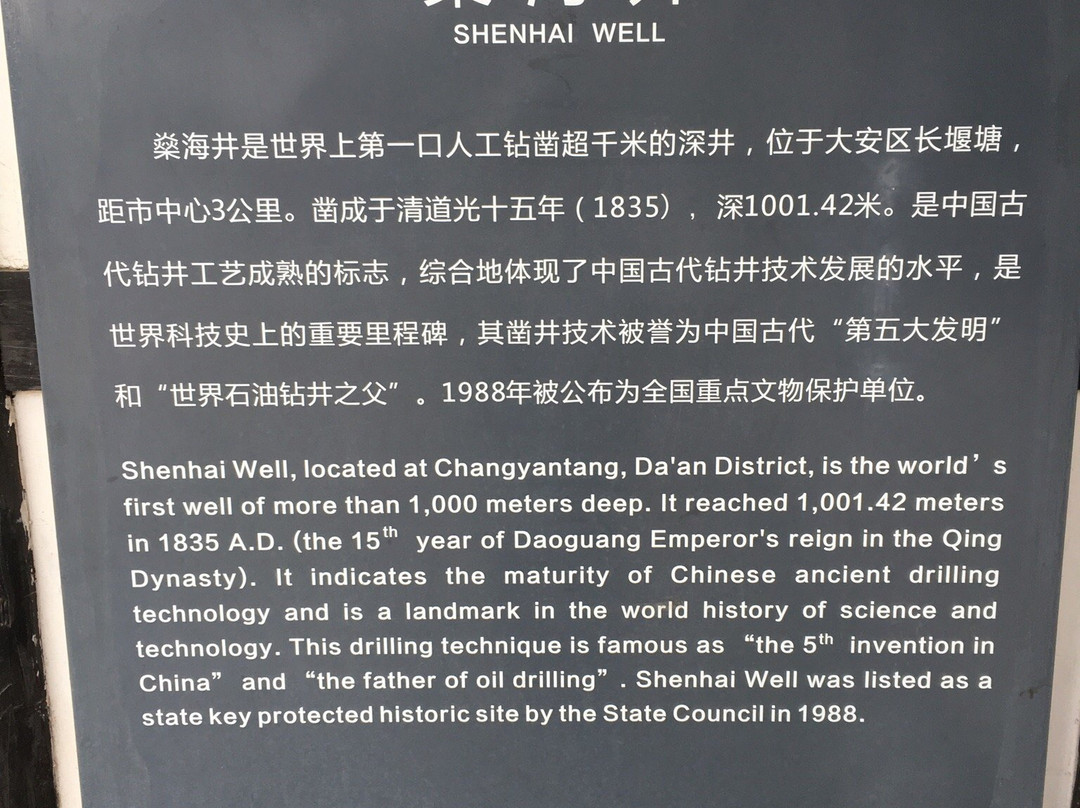 SHENHAI WELL
燊海井是世界上第一口人工钻凿超千米的深井，位于大安区长堰塘，
距市中心3公里。凿成于清道光十五年（1835），深1001.42米。是中国古
代钻井工艺成熟的标志，综合地体现了中国古代钻井技术发展的水平，是
世界科技史上的重要里程碑，其凿井技术被誉为中国古代“第五大发明”
和“世界石油钻井之父”。1988年被公布为全国重点文物保护单位。
Shenhai Well, located at Changyantang, Da'an District, is the world’s
first well of more than 1,000 meters deep. It reached 1,001.42 meters
in 1835 A.D. (the 15th year of Daoguang Emperor's reign in the Qing
Dynasty). It indicates the maturity of Chinese ancient drilling
technology and is a landmark in the world history of science and
technology. This drilling technique is famous as “the 5th invention in
China” and “the father of oil drilling”. Shenhai Well was listed as a
state key protected historic site by the State Council in 1988.